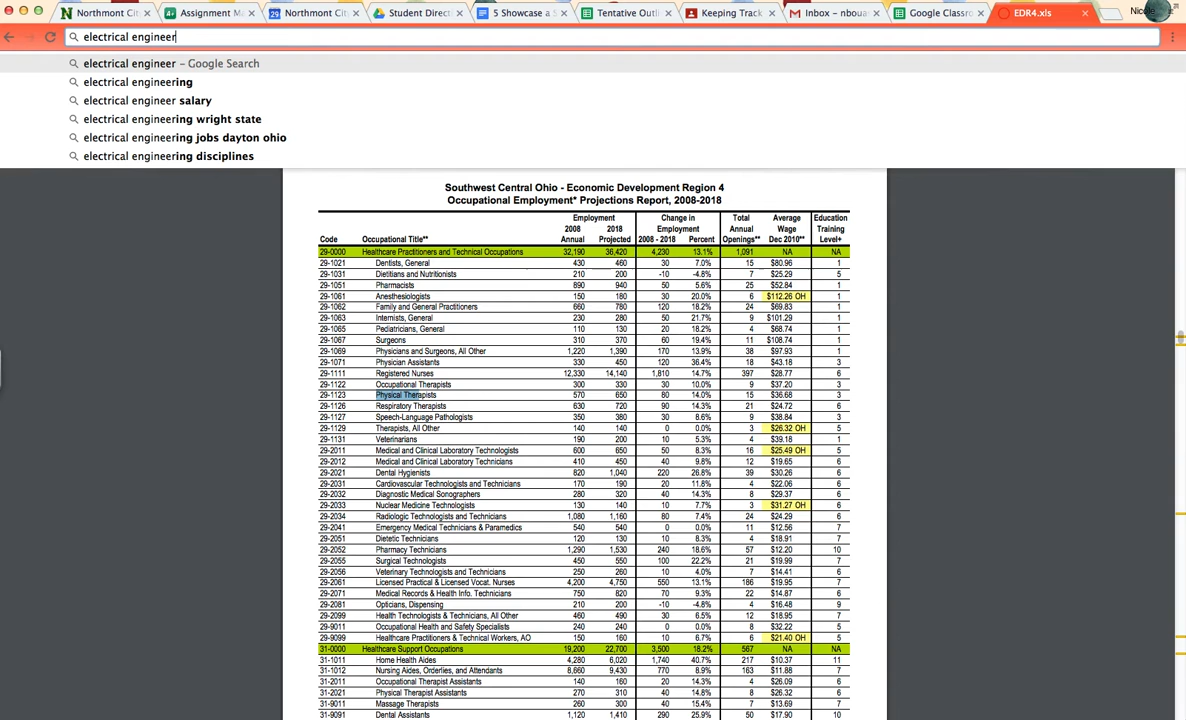 Northmont Cit
Assignment M
Northmont Cit
Student Direct
5 Showcase a S
Tentative Outl
Keeping Track
Inbox – nboua
Google Classro
EDR4.xls
Nicole
electrical engineer
electrical engineer – Google Search
electrical engineering
electrical engineer salary
electrical engineering wright state
electrical engineering jobs dayton ohio
electrical engineering disciplines
Southwest Central Ohio - Economic Development Region 4
Occupational Employment* Projections Report, 2008-2018
Employment Change in Total Average Education
2008 2018 Employment Annual Wage Training
Code Occupational Title** Annual Projected 2008 - 2018 Percent Openings** Dec 2010** Level+
29-0000 Healthcare Practitioners and Technical Occupations 32,190 36,420 4,230 13.1% 1,091 NA NA
29-1021 Dentists, General 430 460 30 7.0% 15 $80.96 1
29-1031 Dietitians and Nutritionists 210 200 -10 -4.8% 7 $25.29 5
29-1051 Pharmacists 890 940 50 5.6% 25 $52.84 1
29-1061 Anesthesiologists 150 180 30 20.0% 6 $112.26 OH 1
29-1062 Family and General Practitioners 660 780 120 18.2% 24 $69.83 1
29-1063 Internists, General 230 280 50 21.7% 9 $101.29 1
29-1065 Pediatricians, General 110 130 20 18.2% 4 $68.74 1
29-1067 Surgeons 310 370 60 19.4% 11 $108.74 1
29-1069 Physicians and Surgeons, All Other 1,220 1,390 170 13.9% 38 $97.93 1
29-1071 Physician Assistants 330 450 120 36.4% 18 $43.18 3
29-1111 Registered Nurses 12,330 14,140 1,810 14.7% 397 $28.77 6
29-1122 Occupational Therapists 300 330 30 10.0% 9 $37.20 3
29-1123 Physical Therapists 570 650 80 14.0% 15 $36.68 3
29-1126 Respiratory Therapists 630 720 90 14.3% 21 $24.72 6
29-1127 Speech-Language Pathologists 350 380 30 8.6% 9 $38.84 3
29-1129 Therapists, All Other 140 140 0 0.0% 3 $26.32 OH 5
29-1131 Veterinarians 190 200 10 5.3% 4 $39.18 1
29-2011 Medical and Clinical Laboratory Technologists 600 650 50 8.3% 16 $25.49 OH 5
29-2012 Medical and Clinical Laboratory Technicians 410 450 40 9.8% 12 $19.65 6
29-2021 Dental Hygienists 820 1,040 220 26.8% 39 $30.26 6
29-2031 Cardiovascular Technologists and Technicians 170 190 20 11.8% 4 $22.06 6
29-2032 Diagnostic Medical Sonographers 280 320 40 14.3% 8 $29.37 6
29-2033 Nuclear Medicine Technologists 130 140 10 7.7% 3 $31.27 OH 6
29-2034 Radiologic Technologists and Technicians 1,080 1,160 80 7.4% 24 $24.29 6
29-2041 Emergency Medical Technicians & Paramedics 540 540 0 0.0% 11 $12.56 7
29-2051 Dietetic Technicians 120 130 10 8.3% 4 $18.91 7
29-2052 Pharmacy Technicians 1,290 1,530 240 18.6% 57 $12.20 10
29-2055 Surgical Technologists 450 550 100 22.2% 21 $19.99 7
29-2056 Veterinary Technologists and Technicians 250 260 10 4.0% 7 $14.41 6
29-2061 Licensed Practical & Licensed Vocat. Nurses 4,200 4,750 550 13.1% 186 $19.95 7
29-2071 Medical Records & Health Info. Technicians 750 820 70 9.3% 22 $14.87 6
29-2081 Opticians, Dispensing 210 200 -10 -4.8% 4 $16.48 9
29-2099 Health Technologists & Technicians, All Other 460 490 30 6.5% 12 $18.95 7
29-9011 Occupational Health and Safety Specialists 240 240 0 0.0% 8 $32.22 5
29-9099 Healthcare Practitioners & Technical Workers, AO 150 160 10 6.7% 6 $21.40 OH 5
31-0000 Healthcare Support Occupations 19,200 22,700 3,500 18.2% 567 NA NA
31-1011 Home Health Aides 4,280 6,020 1,740 40.7% 217 $10.37 11
31-1012 Nursing Aides, Orderlies, and Attendants 8,660 9,430 770 8.9% 163 $11.88 7
31-2011 Occupational Therapist Assistants 140 160 20 14.3% 4 $26.09 6
31-2021 Physical Therapist Assistants 270 310 40 14.8% 8 $26.32 6
31-9011 Massage Therapists 260 300 40 15.4% 7 $13.69 7
31-9091 Dental Assistants 1,120 1,410 290 25.9% 50 $17.90 10